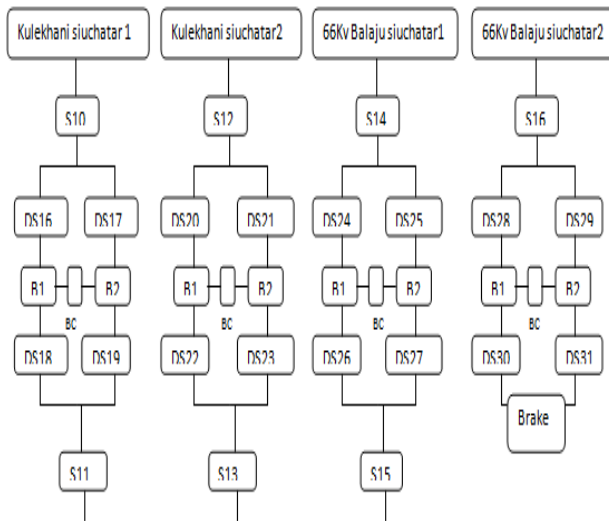 Kulekhani siuchatar 1
Kulekhani siuchatar2
66Kv Balaju siuchatar1
66Kv Balaju siuchatar2
S10
S12
S14
S16
DS16
DS17
DS20
DS21
DS24
DS25
DS28
DS29
B1
B2
B1
B2
B1
B2
B1
B2
BC
BC
BC
BC
DS18
DS19
DS22
DS23
DS26
DS27
DS30
DS31
Brake
S11
S13
S15